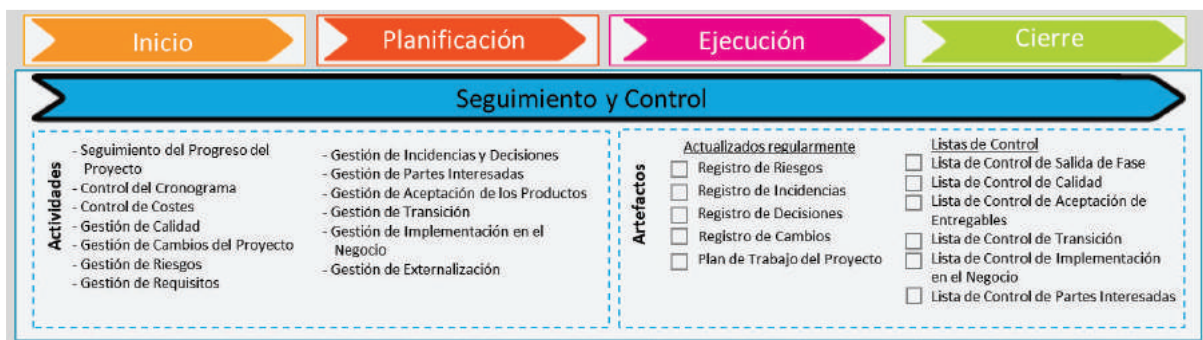 Inicio
Planificación
Ejecución
Cierre
Seguimiento y Control
Actividades
- Seguimiento del Progreso del
Proyecto
- Control del Cronograma
- Control de Costes
- Gestión de Calidad
- Gestión de Cambios del Proyecto
- Gestión de Riesgos
- Gestión de Requisitos
- Gestión de Incidencias y Decisiones
- Gestión de Partes Interesadas
- Gestión de Aceptación de los Productos
- Gestión de Transición
- Gestión de Implementación en el
Negocio
- Gestión de Externalización
Artefactos
Actualizados regularmente
Registro de Riesgos
Registro de Incidencias
Registro de Decisiones
Registro de Cambios
Plan de Trabajo del Proyecto
Listas de Control
Lista de Control de Salida de Fase
Lista de Control de Calidad
Lista de Control de Aceptación de
Entregables
Lista de Control de Transición
Lista de Control de Implementación
en el Negocio
Lista de Control de Partes Interesadas